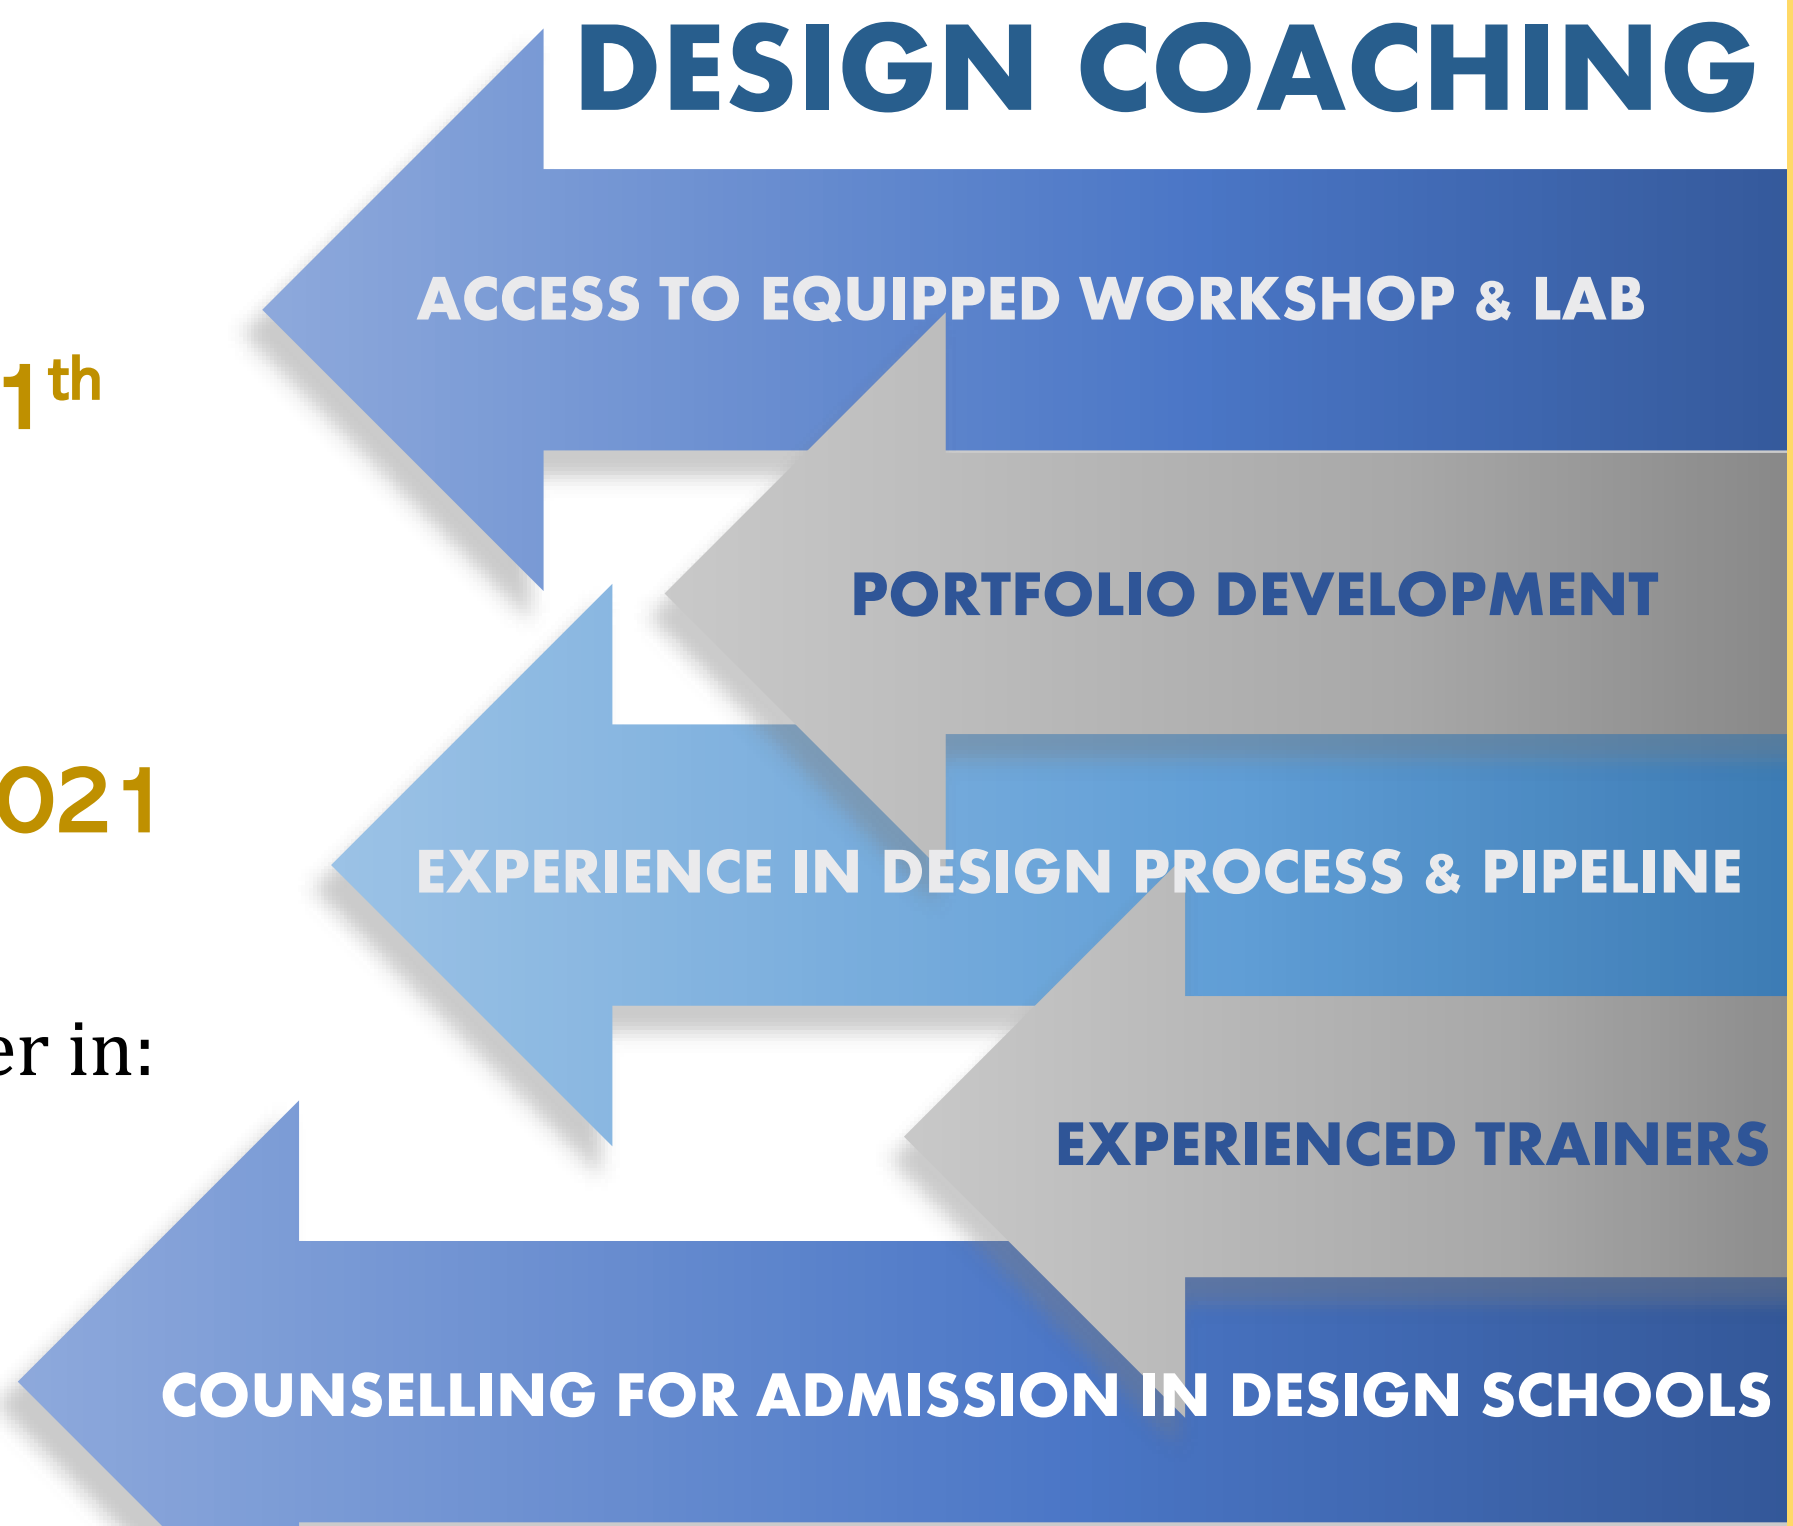 DESIGN COACHING
ACCESS TO EQUIPPED WORKSHOP & LAB
1th
PORTFOLIO DEVELOPMENT
021
EXPERIENCE IN DESIGN PROCESS & PIPELINE
er in:
EXPERIENCED TRAINERS
COUNSELLING FOR ADMISSION IN DESIGN SCHOOLS